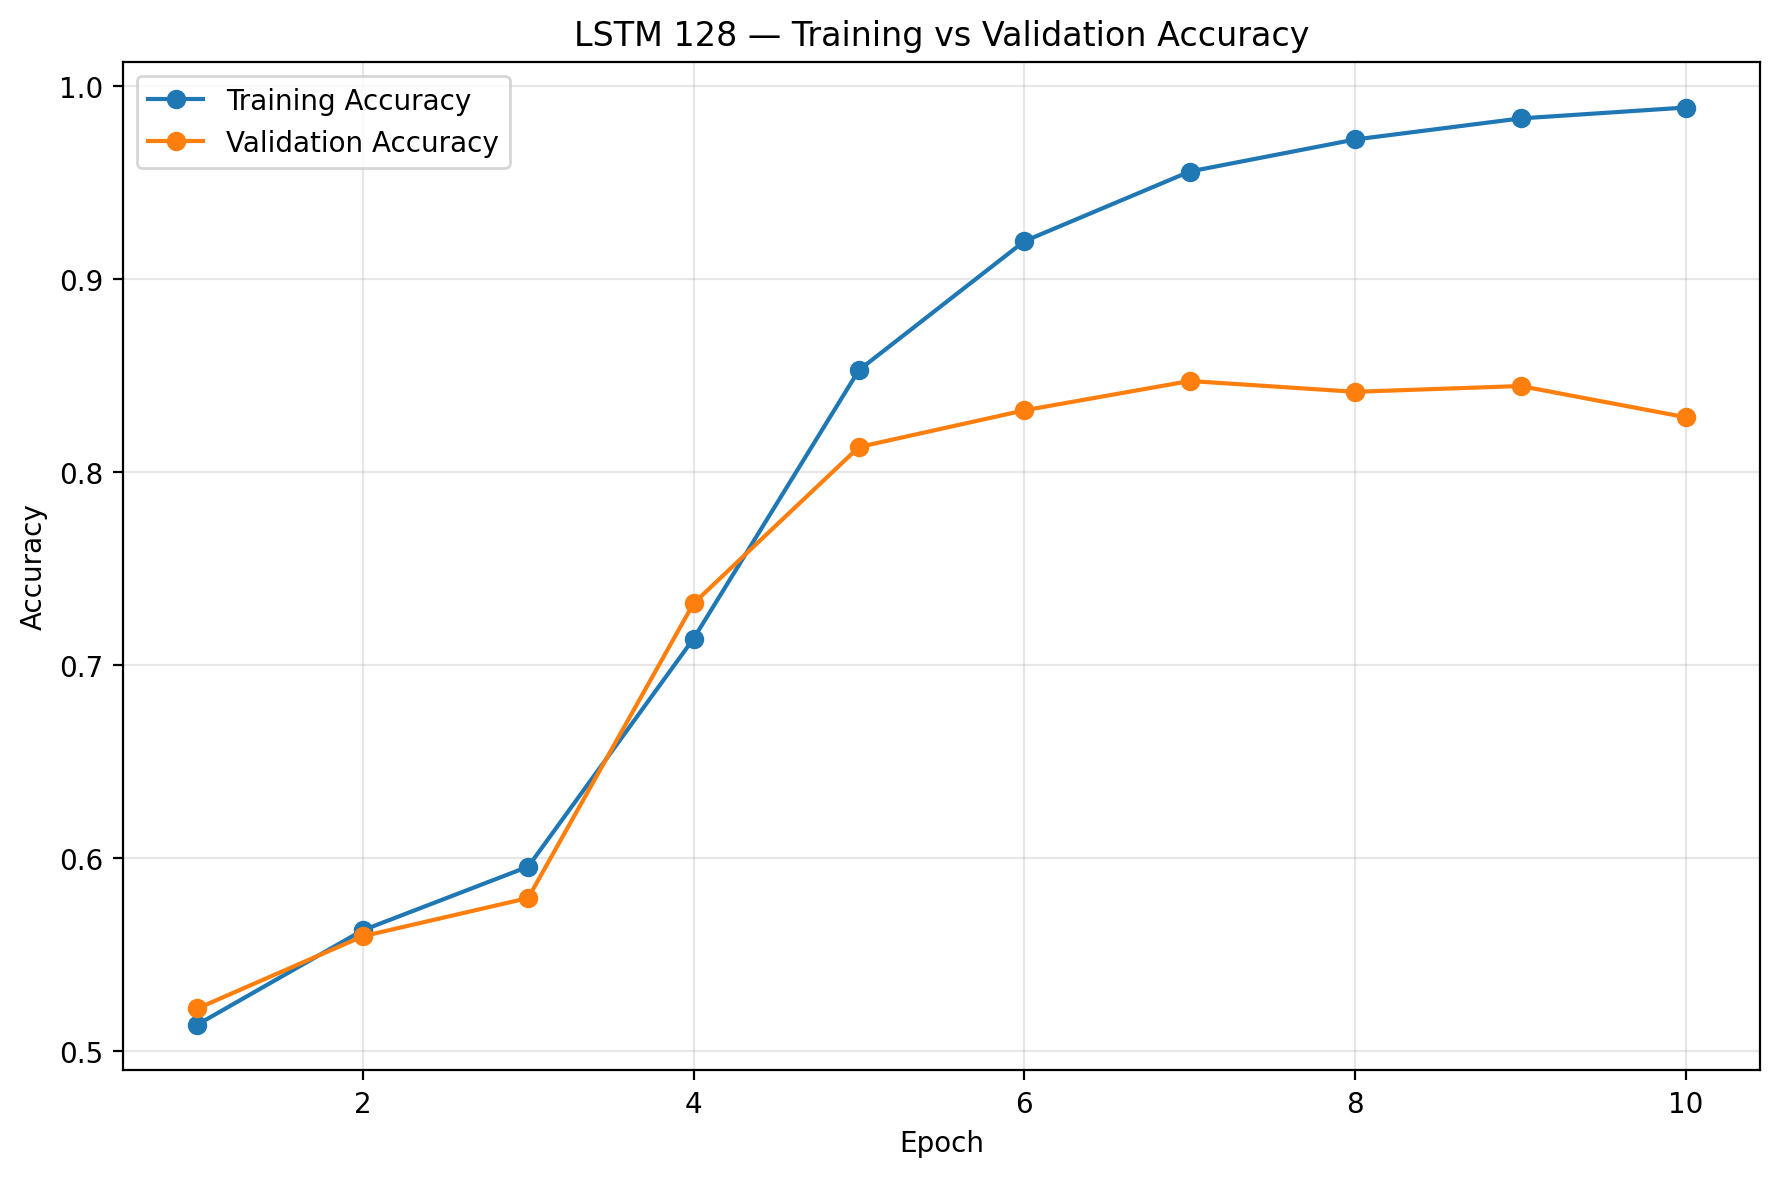 LSTM 128 — Training vs Validation Accuracy
Training Accuracy
Validation Accuracy
1.0
0.9
0.8
0.7
0.6
0.5
Accuracy
2 4 6 8 10
Epoch